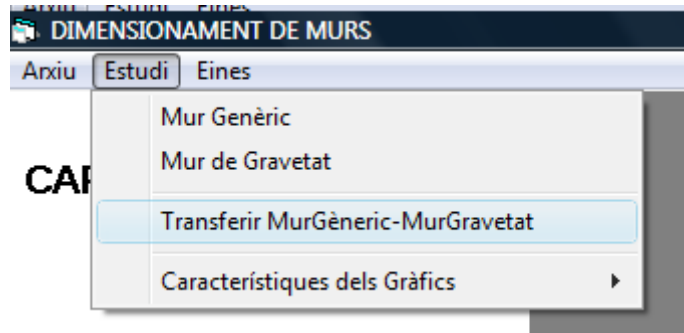 DIMENSIONAMENT DE MURS
Arxiu Estudi Eines
Mur Genèric
Mur de Gravetat
Transferir MurGèneric-MurGravetat
Característiques dels Gràfics